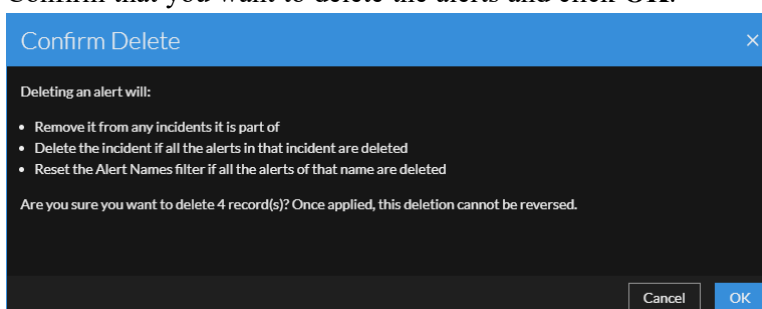 Confirm that you want to delete the alerts and click OK.
Confirm Delete
×
Deleting an alert will:
• Remove it from any incidents it is part of
• Delete the incident if all the alerts in that incident are deleted
• Reset the Alert Names filter if all the alerts of that name are deleted
Are you sure you want to delete 4 record(s)? Once applied, this deletion cannot be reversed.
Cancel OK